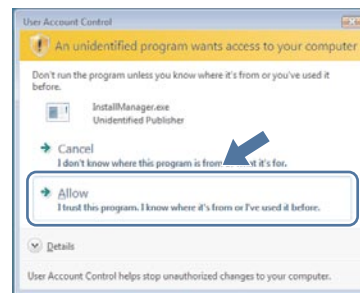 User Account Control
An unidentified program wants access to your computer
Don't run the program unless you know where it's from or you've used it
before.
InstallManager.exe
Unidentified Publisher
Cancel
I don't know where this program is from it's for.
Allow
I trust this program. I know where it's from or I've used it before.
Details
User Account Control helps stop unauthorized changes to your computer.